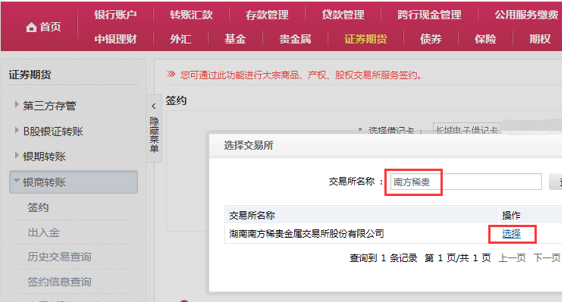 首页
银行账户 转账汇款 存款管理 贷款管理 跨行现金管理 公用服务缴费
中银理财 外汇 基金 贵金属 证券期货 债券 保险 期权
证券期货
第三方存管
B股银证转账
银期转账
银商转账
签约
出入金
历史交易查询
签约信息查询
隐藏菜单
您可通过此功能进行大宗商品、产权、股权交易所服务签约。
签约
* 选择借记卡 : 长城电子借记卡
选择交易所
交易所名称 : 南方稀贵
交易所名称 操作
湖南南方稀贵金属交易所股份有限公司 选择
查询到 1 条记录 第 1 页/共 1 页 上一页 下一页